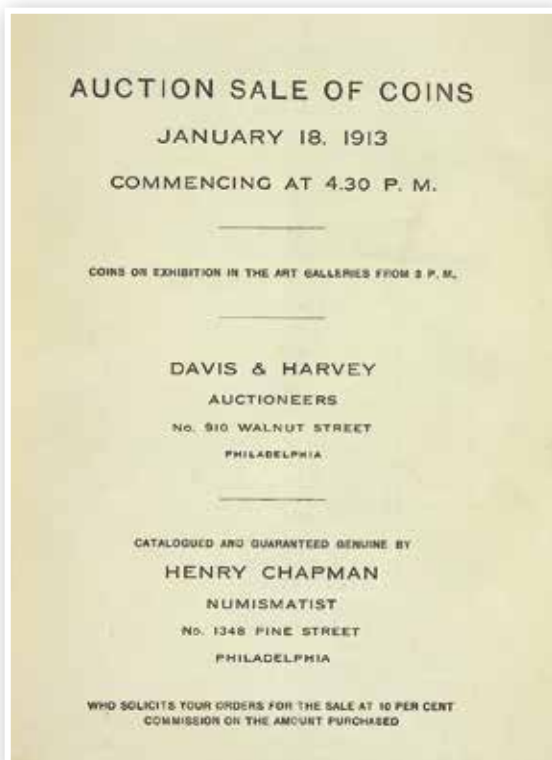 AUCTION SALE OF COINS
JANUARY 18, 1913
COMMENCING AT 4.30 P. M.
COINS ON EXHIBITION IN THE ART GALLERIES FROM 3 P. M.
DAVIS & HARVEY
AUCTIONEERS
No. 910 WALNUT STREET
PHILADELPHIA
CATALOGUED AND GUARANTEED GENUINE BY
HENRY CHAPMAN
NUMISMATIST
No. 1348 PINE STREET
PHILADELPHIA
WHO SOLICITS YOUR ORDERS FOR THE SALE AT 10 PER CENT
COMMISSION ON THE AMOUNT PURCHASED